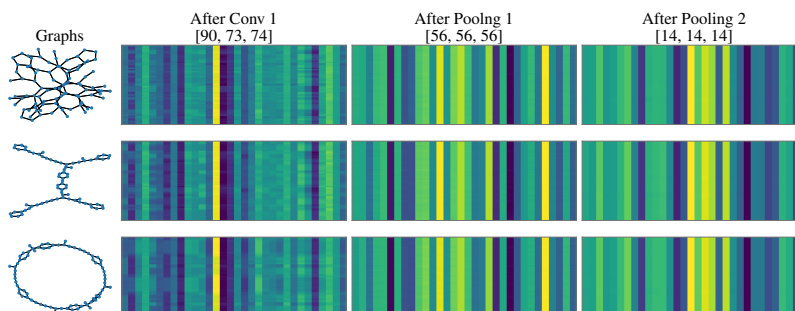 Graphs
After Conv 1
[90, 73, 74]
After Poolng 1
[56, 56, 56]
After Pooling 2
[14, 14, 14]